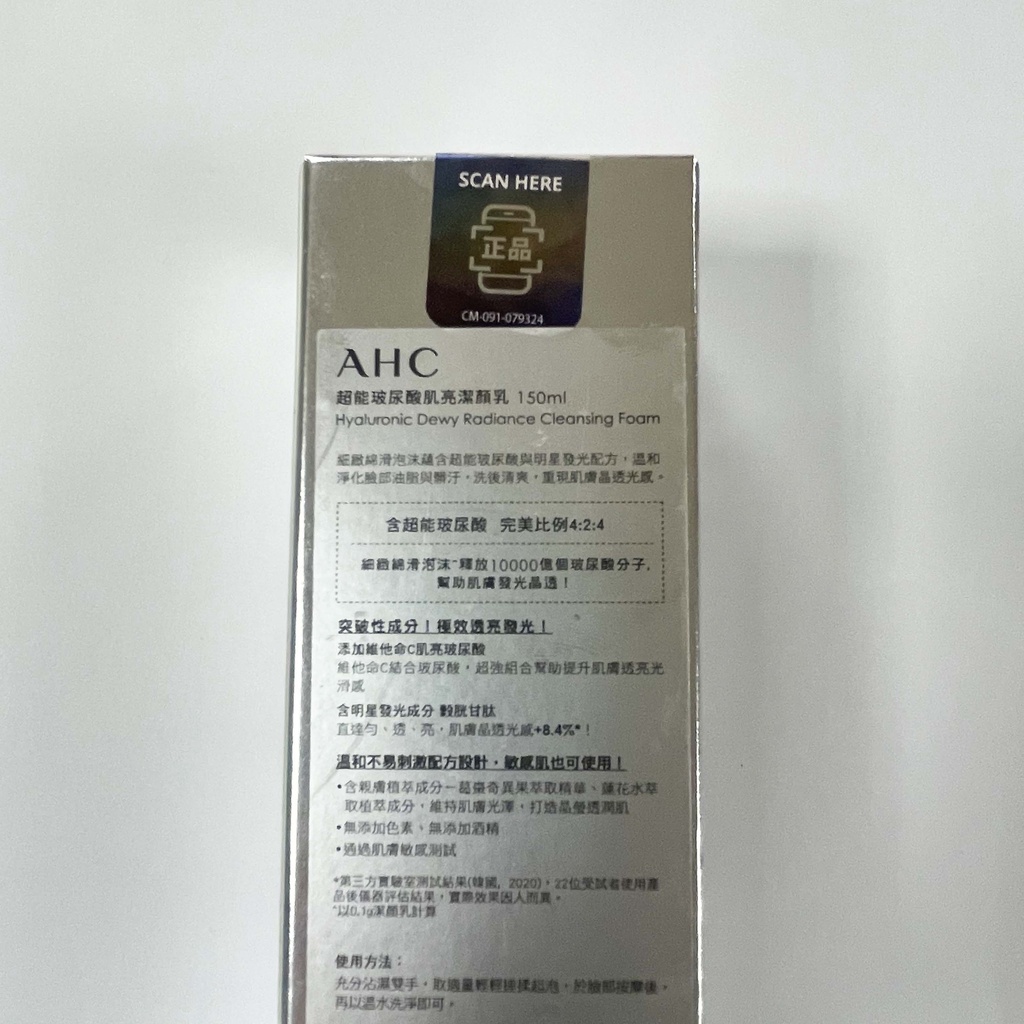 SCAN HERE
正品
CM-091-079324
AHC
超能玻尿酸肌亮潔顏乳 150ml
Hyaluronic Dewy Radiance Cleansing Foam
細緻綿滑泡沫蘊含超能玻尿酸與明星發光配方，溫和
淨化臉部油脂與髒汙，洗後清爽，重現肌膚晶透光感。
含超能玻尿酸 完美比例4:2:4
細緻綿滑泡沫^釋放10000億個玻尿酸分子,
幫助肌膚發光晶透！
突破性成分！極效透亮發光！
添加維他命C肌亮玻尿酸
維他命C結合玻尿酸，超強組合幫助提升肌膚透亮光
滑感
含明星發光成分 穀胱甘肽
直達勻、透、亮，肌膚晶透光感+8.4%*！
溫和不易刺激配方設計，敏感肌也可使用！
•含親膚植萃成分－葛棗奇異果萃取精華、蓮花水萃
取植萃成分，維持肌膚光澤，打造晶瑩透潤肌
•無添加色素、無添加酒精
•通過肌膚敏感測試
*第三方實驗室測試結果(韓國, 2020)，22位受試者使用產
品後儀器評估結果，實際效果因人而異。
^以0.1g潔顏乳計算
使用方法：
充分沾濕雙手，取適量輕輕搓揉起泡，於臉部按摩後，
再以溫水洗淨即可。